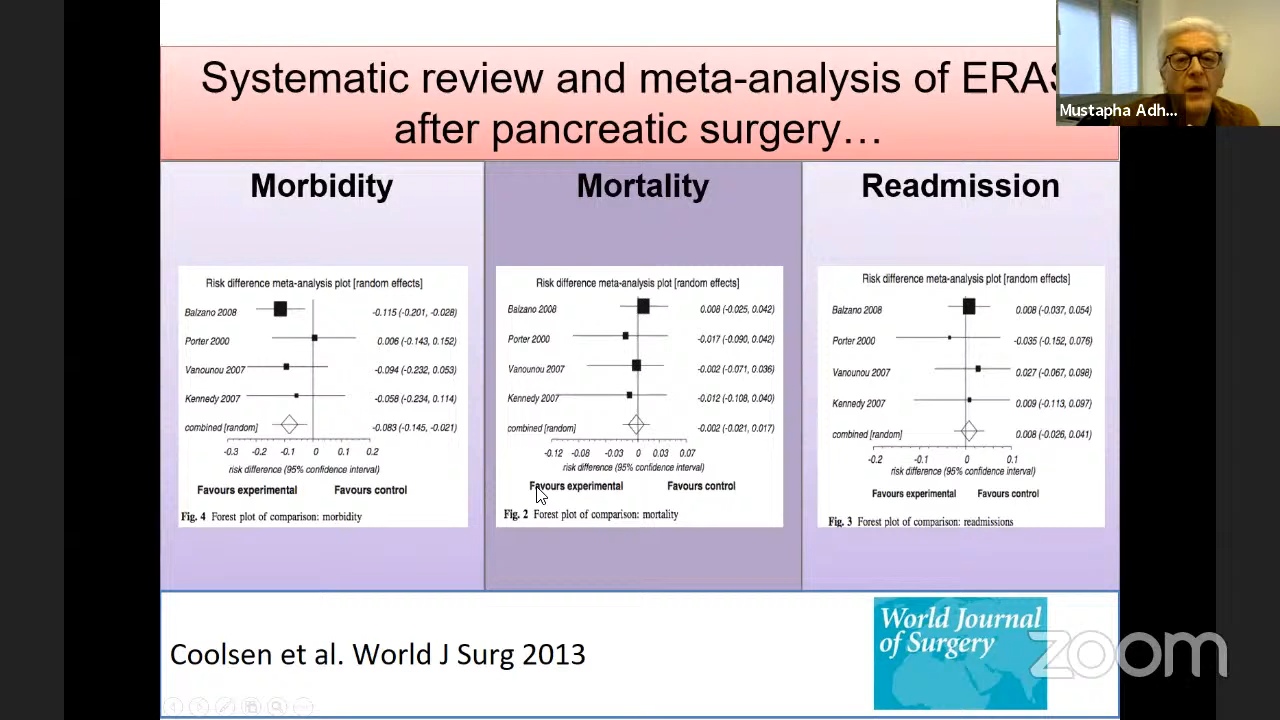 Systematic review and meta-analysis of ERAS
after pancreatic surgery…
Mustapha Adh...
Morbidity
Risk difference meta-analysis plot [random effects]
Balzano 2008 -0.115 (-0.201, -0.028)
Porter 2000 0.006 (-0.143, 0.152)
Vanounou 2007 -0.094 (-0.232, 0.053)
Kennedy 2007 -0.058 (-0.234, 0.114)
combined [random] -0.083 (-0.145, -0.021)
-0.3 -0.2 -0.1 0 0.1 0.2
risk difference (95% confidence interval)
Favours experimental Favours control
Fig. 4 Forest plot of comparison: morbidity
Mortality
Risk difference meta-analysis plot [random effects]
Balzano 2008 0.008 (-0.025, 0.042)
Porter 2000 -0.017 (-0.090, 0.042)
Vanounou 2007 -0.002 (-0.071, 0.036)
Kennedy 2007 -0.012 (-0.108, 0.040)
combined [random] -0.002 (-0.021, 0.017)
-0.12 -0.08 -0.03 0 0.03 0.07
risk difference (95% confidence interval)
Favours experimental Favours control
Fig. 2 Forest plot of comparison: mortality
Readmission
Risk difference meta-analysis plot [random effects]
Balzano 2008 0.008 (-0.037, 0.054)
Porter 2000 -0.035 (-0.152, 0.076)
Vanounou 2007 0.027 (-0.067, 0.098)
Kennedy 2007 0.009 (-0.113, 0.097)
combined [random] 0.008 (-0.026, 0.041)
-0.2 -0.1 0 0.1
risk difference (95% confidence interval)
Favours experimental Favours control
Fig. 3 Forest plot of comparison: readmissions
Coolsen et al. World J Surg 2013
World Journal
of Surgery
zoom